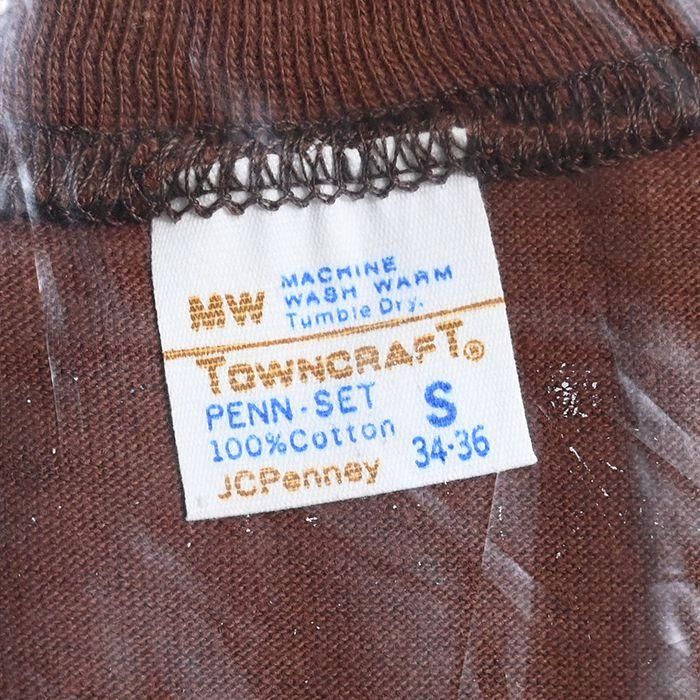 MW
MACHINE
WASH WARM
Tumble Dry.
TOWNCRAFT®
PENN-SET
100% Cotton
S
34-36
JCPenney